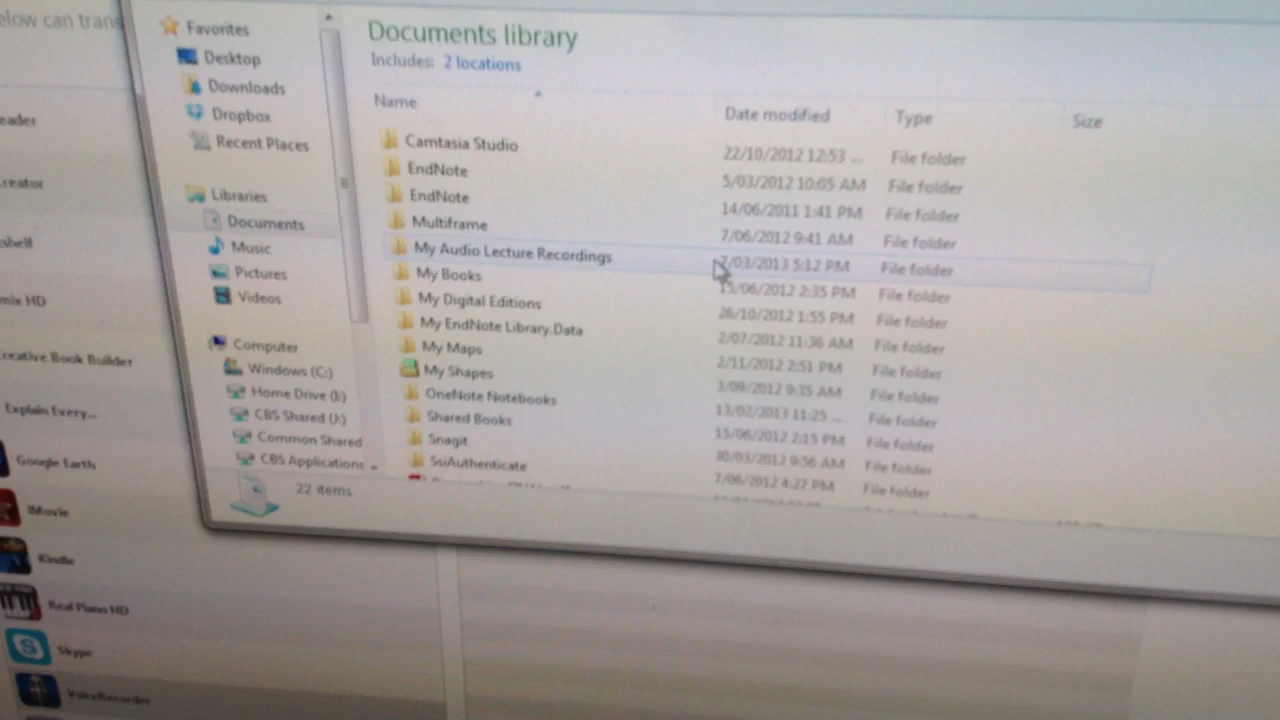 elow can trans
eader
reator
shelf
mix HD
reative Book Builder
Explain Every...
Google Earth
iMovie
Kindle
Real Piano HD
Skype
VoiceRecorder
Favorites
Desktop
Downloads
Dropbox
Recent Places
Libraries
Documents
Music
Pictures
Videos
Computer
Windows (C:)
Home Drive (I:)
CBS Shared (J:)
Common Shared
CBS Applications
Documents library
Includes: 2 locations
Name Date modified Type Size
Camtasia Studio 22/10/2012 12:53 ... File folder
EndNote 5/03/2012 10:05 AM File folder
EndNote 14/06/2011 1:41 PM File folder
Multiframe 7/06/2012 9:41 AM File folder
My Audio Lecture Recordings 7/03/2013 5:12 PM File folder
My Books 15/06/2012 2:35 PM File folder
My Digital Editions 26/10/2012 1:55 PM File folder
My EndNote Library.Data 2/07/2012 11:36 AM File folder
My Maps 2/11/2012 2:51 PM File folder
My Shapes 3/09/2012 9:35 AM File folder
OneNote Notebooks 13/02/2013 11:25 ... File folder
Shared Books 15/06/2012 2:15 PM File folder
Snagit 30/03/2012 9:56 AM File folder
SsiAuthenticate 7/06/2012 4:27 PM File folder
22 items